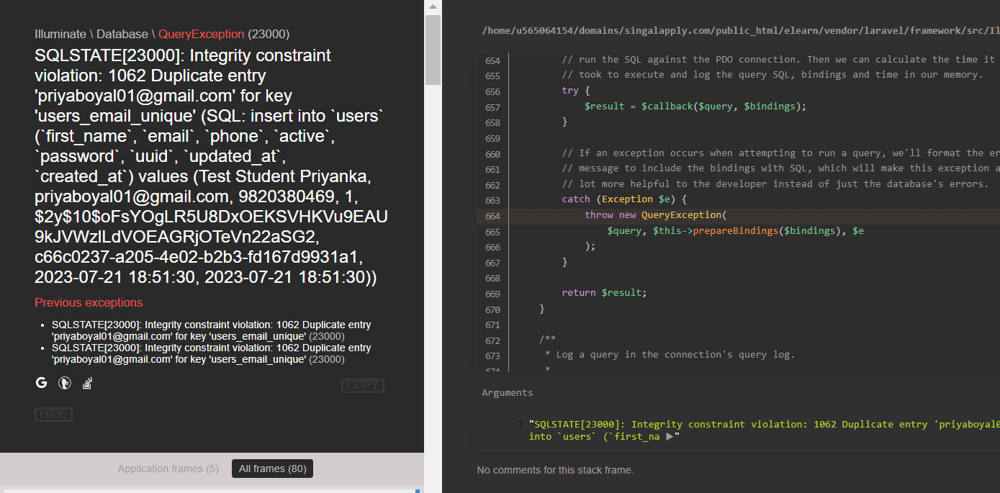 Illuminate \ Database \ QueryException (23000)
SQLSTATE[23000]: Integrity constraint
violation: 1062 Duplicate entry
'priyaboyal01@gmail.com' for key
'users_email_unique' (SQL: insert into `users`
(`first_name`, `email`, `phone`, `active`,
`password`, `uuid`, `updated_at`,
`created_at`) values (Test Student Priyanka,
priyaboyal01@gmail.com, 9820380469, 1,
$2y$10$oFsYOgLR5U8DxOEKSVHKVu9EAU
9kJVWzlLdVOEAGRjOTeVn22aSG2,
c66c0237-a205-4e02-b2b3-fd167d9931a1,
2023-07-21 18:51:30, 2023-07-21 18:51:30))
Previous exceptions
• SQLSTATE[23000]: Integrity constraint violation: 1062 Duplicate entry
'priyaboyal01@gmail.com' for key 'users_email_unique' (23000)
• SQLSTATE[23000]: Integrity constraint violation: 1062 Duplicate entry
'priyaboyal01@gmail.com' for key 'users_email_unique' (23000)
COPY
HIDE
Application frames (5) All frames (80)
/home/u565064154/domains/singalapply.com/public_html/elearn/vendor/laravel/framework/src/Il
654 // run the SQL against the PDO connection. Then we can calculate the time it
655 // took to execute and log the query SQL, bindings and time in our memory.
656 try {
657 $result = $callback($query, $bindings);
658 }
659
660 // If an exception occurs when attempting to run a query, we'll format the er
661 // message to include the bindings with SQL, which will make this exception a
662 // lot more helpful to the developer instead of just the database's errors.
663 catch (Exception $e) {
664 throw new QueryException(
665 $query, $this->prepareBindings($bindings), $e
666 );
667 }
668
669 return $result;
670 }
671
672 /**
673 * Log a query in the connection's query log.
674 *
Arguments
1. "SQLSTATE[23000]: Integrity constraint violation: 1062 Duplicate entry 'priyaboyal0
into `users` (`first_na ▶"
No comments for this stack frame.